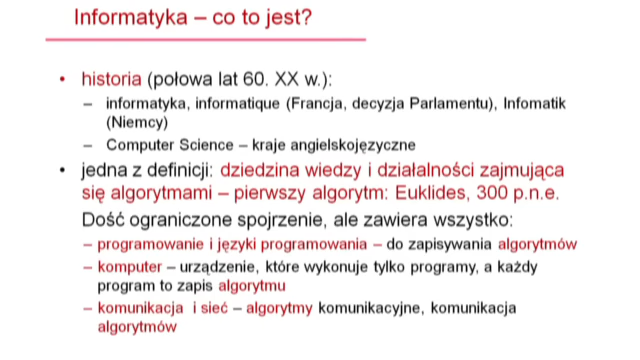 Informatyka – co to jest?
• historia (połowa lat 60. XX w.):
– informatyka, informatique (Francja, decyzja Parlamentu), Infomatik
(Niemcy)
– Computer Science – kraje angielskojęzyczne
• jedna z definicji: dziedzina wiedzy i działalności zajmująca
się algorytmami – pierwszy algorytm: Euklides, 300 p.n.e.
Dość ograniczone spojrzenie, ale zawiera wszystko:
– programowanie i języki programowania – do zapisywania algorytmów
– komputer – urządzenie, które wykonuje tylko programy, a każdy
program to zapis algorytmu
– komunikacja i sieć – algorytmy komunikacyjne, komunikacja
algorytmów